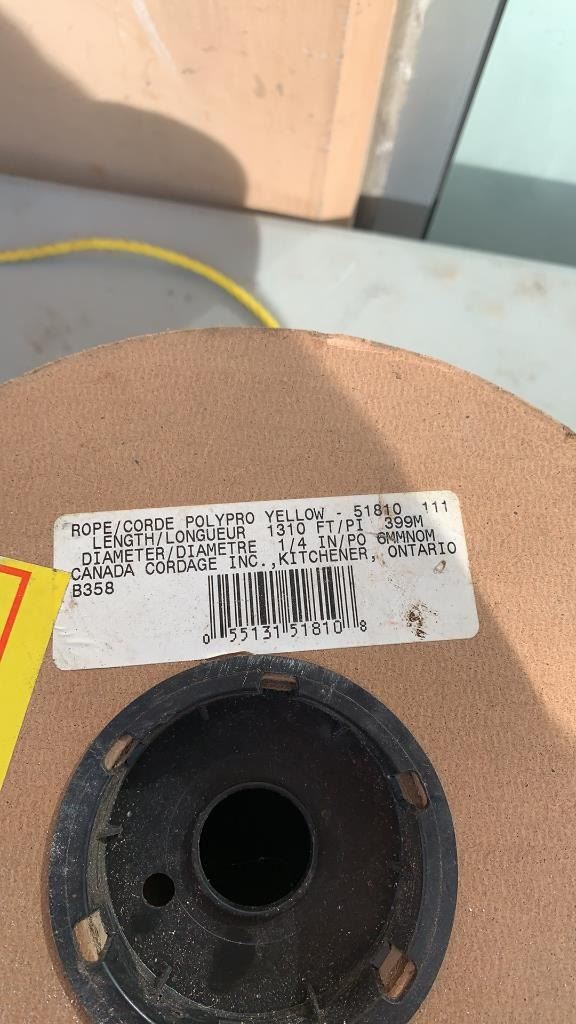 ROPE/CORDE POLYPRO YELLOW - 51810 111
LENGTH/LONGUEUR 1310 FT/PI 399M
DIAMETER/DIAMETRE 1/4 IN/PO 6MMNOM
CANADA CORDAGE INC.,KITCHENER, ONTARIO
B358
0 55131 51810 8